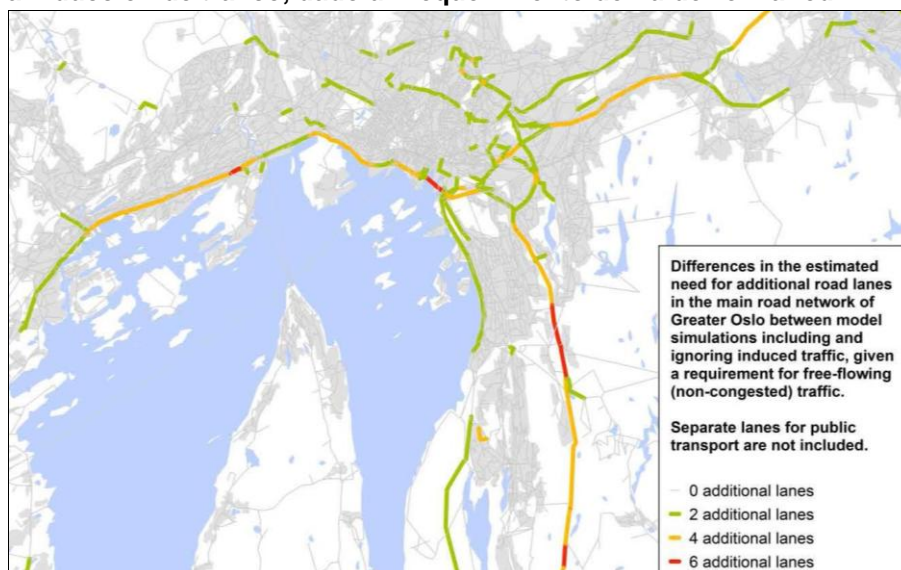 Differences in the estimated
need for additional road lanes
in the main road network of
Greater Oslo between model
simulations including and
ignoring induced traffic, given
a requirement for free-flowing
(non-congested) traffic.
Separate lanes for public
transport are not included.
0 additional lanes
2 additional lanes
4 additional lanes
6 additional lanes